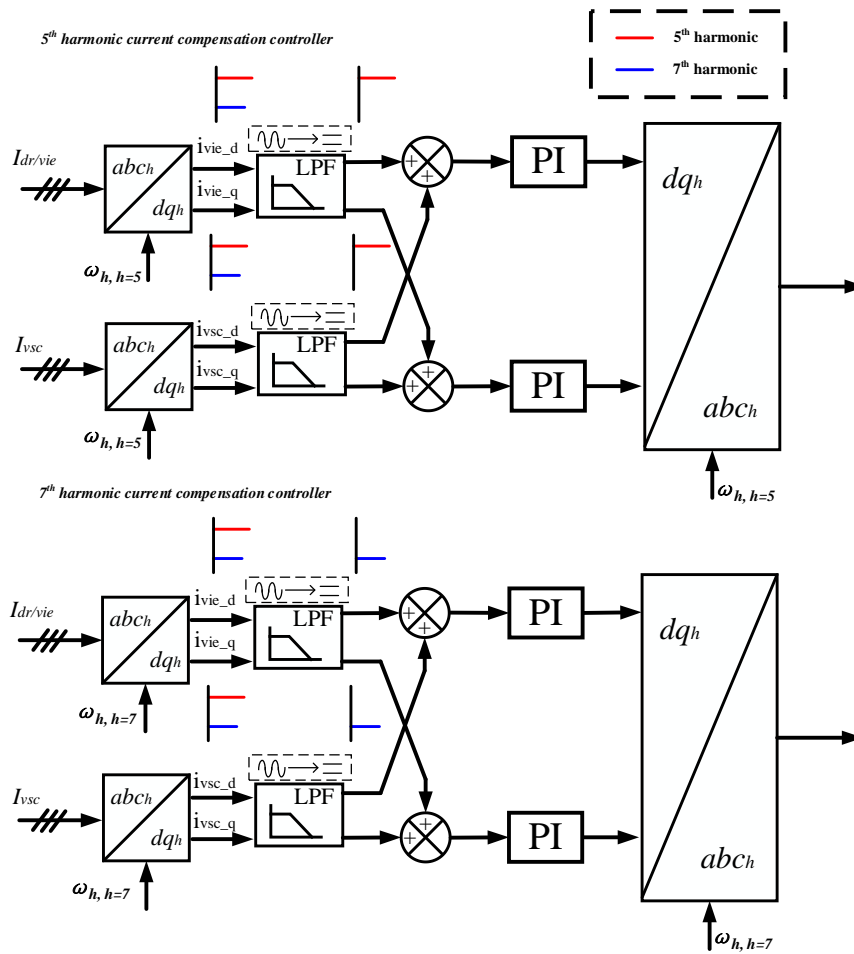 5th harmonic current compensation controller
5th harmonic
7th harmonic
Idr/vie
abch
dqh
ωh, h=5
ivie_d
ivie_q
LPF
+
+
PI
dqh
abch
ωh, h=5
Ivsc
abch
dqh
ωh, h=5
ivsc_d
ivsc_q
LPF
+
+
PI
7th harmonic current compensation controller
Idr/vie
abch
dqh
ωh, h=7
ivie_d
ivie_q
LPF
+
+
PI
dqh
abch
ωh, h=7
Ivsc
abch
dqh
ωh, h=7
ivsc_d
ivsc_q
LPF
+
+
PI